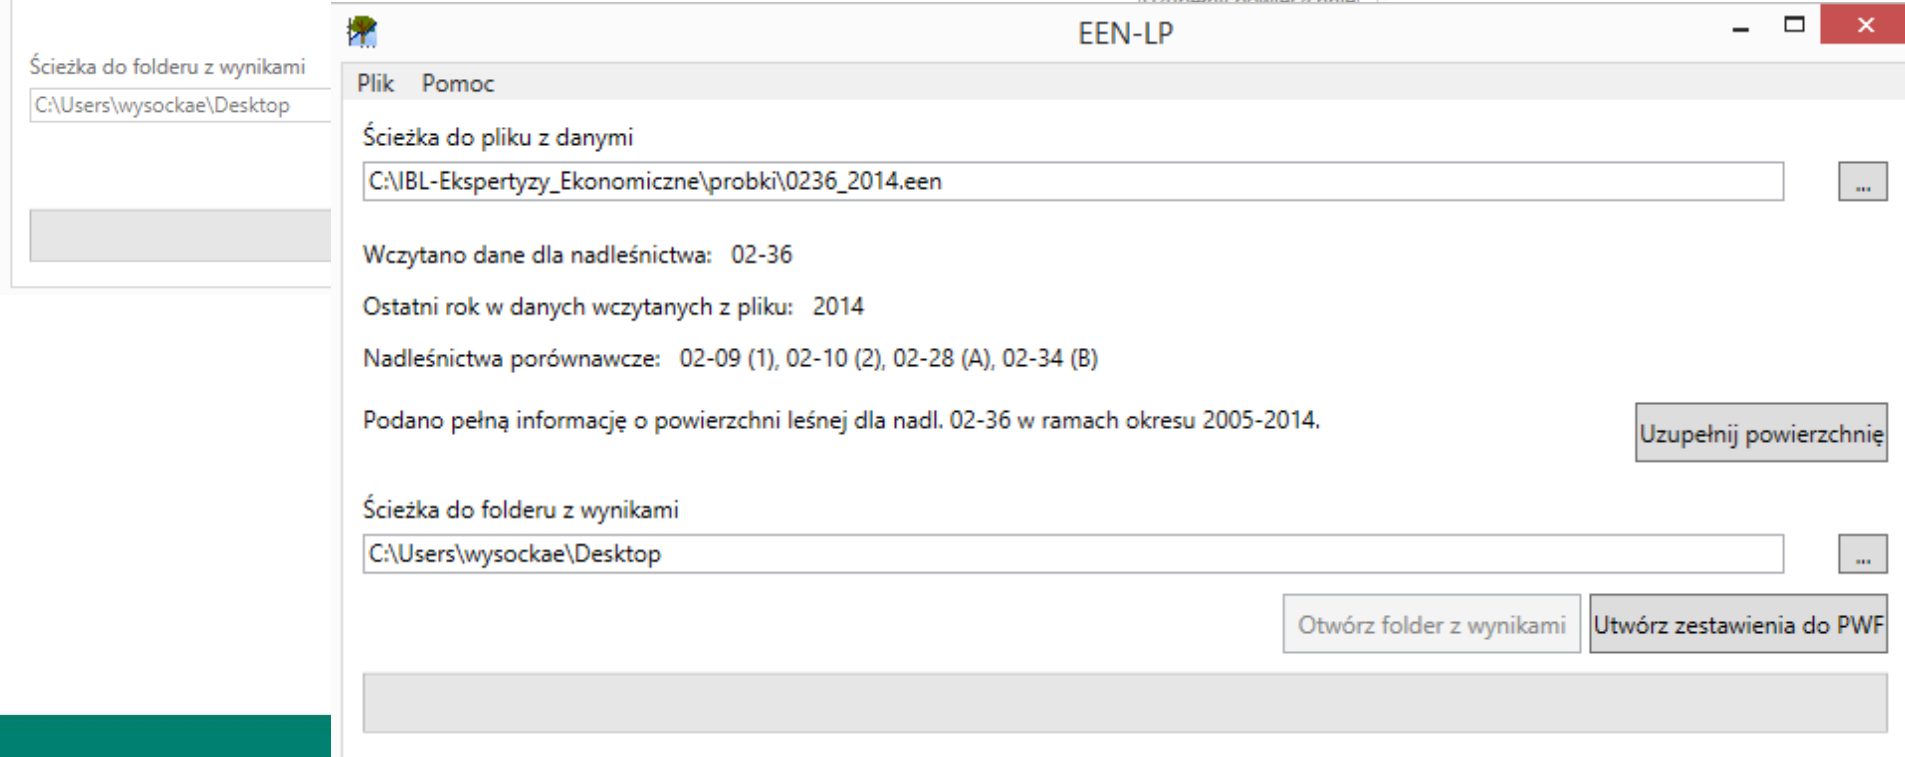 Ścieżka do folderu z wynikami
C:\Users\wysockae\Desktop
EEN-LP
Plik Pomoc
Ścieżka do pliku z danymi
C:\IBL-Ekspertyzy_Ekonomiczne\probki\0236_2014.een
...
Wczytano dane dla nadleśnictwa: 02-36
Ostatni rok w danych wczytanych z pliku: 2014
Nadleśnictwa porównawcze: 02-09 (1), 02-10 (2), 02-28 (A), 02-34 (B)
Podano pełną informację o powierzchni leśnej dla nadl. 02-36 w ramach okresu 2005-2014.
Uzupełnij powierzchnię
Ścieżka do folderu z wynikami
C:\Users\wysockae\Desktop
...
Otwórz folder z wynikami
Utwórz zestawienia do PWF